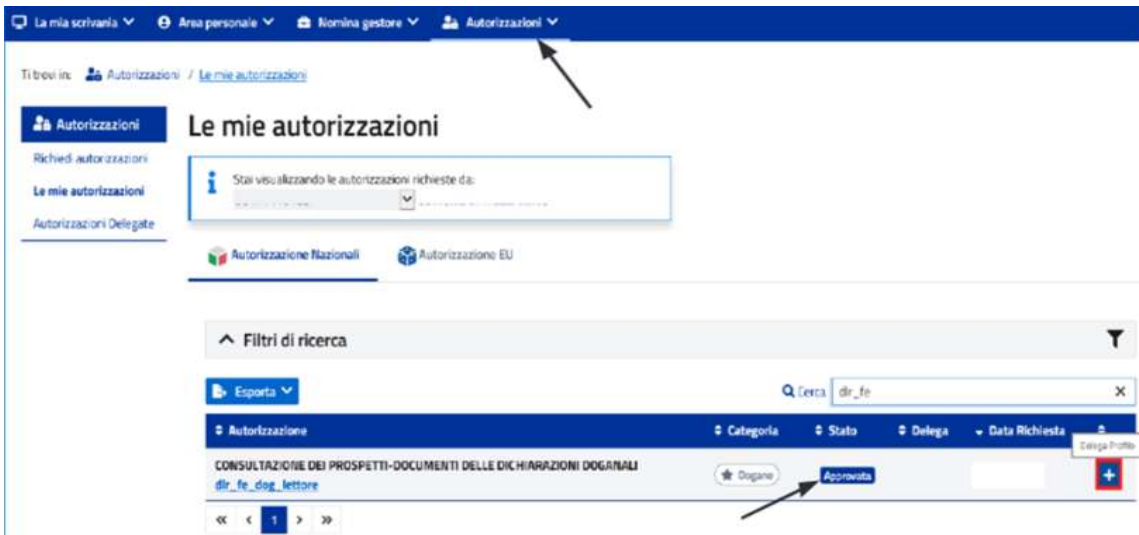 La mia scrivania Area personale Nomina gestore Autorizzazioni
Ti trovi in: Autorizzazioni / Le mie autorizzazioni
Autorizzazioni
Richiedi autorizzazioni
Le mie autorizzazioni
Autorizzazioni Delegate
Le mie autorizzazioni
Stai visualizzando le autorizzazioni richieste da:
Autorizzazione Nazionali Autorizzazione EU
Filtri di ricerca
Esporta Cerca dlr_fe ×
Autorizzazione Categoria Stato Delega Data Richiesta
Delega Profilo
CONSULTAZIONE DEI PROSPETTI-DOCUMENTI DELLE DICHIARAZIONI DOGANALI
dlr_fe_dog_lettore
Dogane Approvata +
« < 1 > »